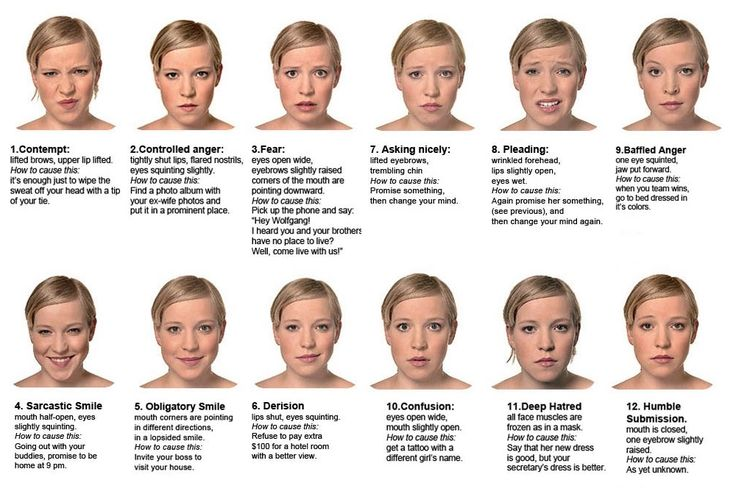 1.Contempt:
lifted brows, upper lip lifted.
How to cause this:
it's enough just to wipe the
sweat off your head with a tip
of your tie.
2.Controlled anger:
tightly shut lips, flared nostrils,
eyes squinting slightly.
How to cause this:
Find a photo album with
your ex-wife photos and
put it in a prominent place.
3.Fear:
eyes open wide,
eyebrows slightly raised
corners of the mouth are
pointing downward.
How to cause this:
Pick up the phone and say:
"Hey Wolfgang!
I heard you and your brothers
have no place to live?
Well, come live with us!"
7. Asking nicely:
lifted eyebrows,
trembling chin
How to cause this:
Promise something,
then change your mind.
8. Pleading:
wrinkled forehead,
lips slightly open,
eyes wet.
How to cause this:
Again promise her something,
(see previous), and
then change your mind again.
9.Baffled Anger
one eye squinted,
jaw put forward.
How to cause this:
when you team wins,
go to bed dressed in
it's colors.
4. Sarcastic Smile
mouth half-open, eyes
slightly squinting.
How to cause this:
Going out with your
buddies, promise to be
home at 9 pm.
5. Obligatory Smile
mouth corners are pointing
in different directions,
in a lopsided smile.
How to cause this:
Invite your boss to
visit your house.
6. Derision
lips shut, eyes squinting.
How to cause this:
Refuse to pay extra
$100 for a hotel room
with a better view.
10.Confusion:
eyes open wide,
mouth slightly open.
How to cause this:
get a tattoo with a
different girl's name.
11.Deep Hatred
all face muscles are
frozen as in a mask.
How to cause this:
Say that her new dress
is good, but your
secretary's dress is better.
12. Humble
Submission.
mouth is closed,
one eyebrow slightly
raised.
How to cause this:
As yet unknown.